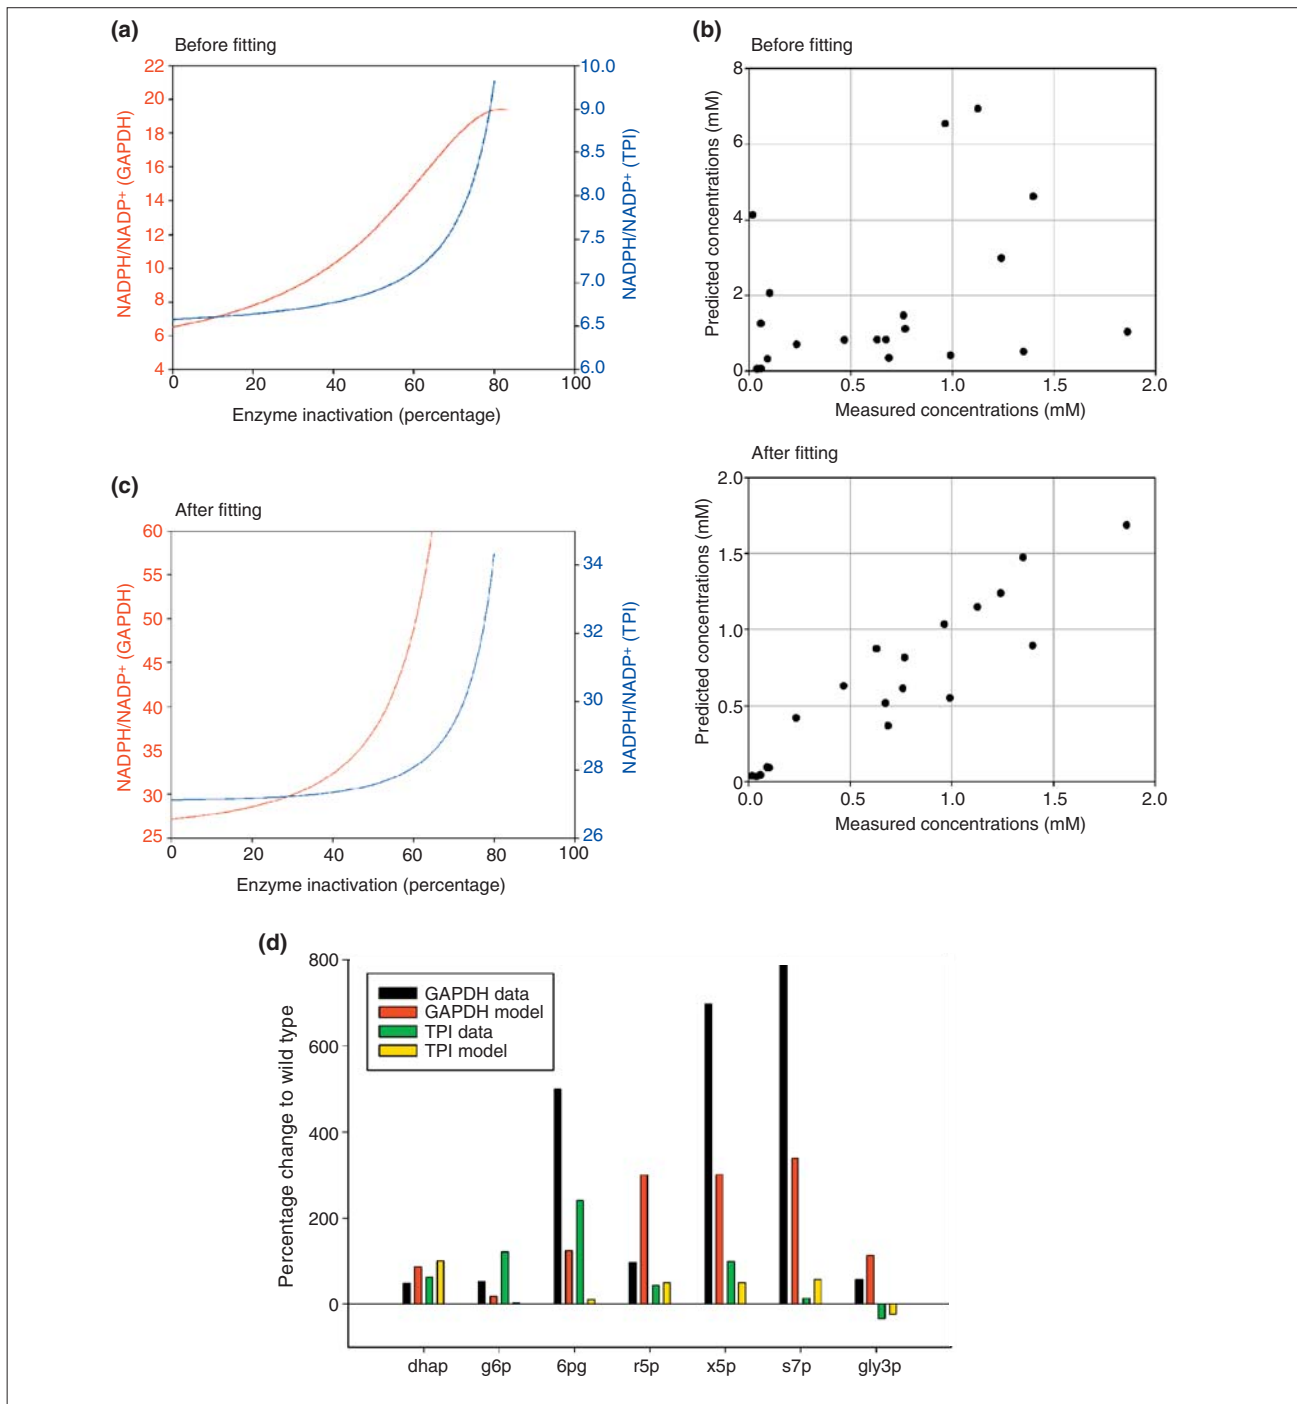 (a)
Before fitting
NADPH/NADP+ (GAPDH)
22
20
18
16
14
12
10
8
6
4
10.0
9.0
8.5
8.0
7.5
7.0
6.5
6.0
NADPH/NADP+ (TPI)
0 20 40 60 80 100
Enzyme inactivation (percentage)
(b)
Before fitting
Predicted concentrations (mM)
8
6
4
2
0
0.0 0.5 1.0 1.5 2.0
Measured concentrations (mM)
After fitting
Predicted concentrations (mM)
2.0
1.5
1.0
0.5
0
0.0 0.5 1.0 1.5 2.0
Measured concentrations (mM)
(c)
After fitting
NADPH/NADP+ (GAPDH)
60
55
50
45
40
35
30
25
34
32
30
28
26
NADPH/NADP+ (TPI)
0 20 40 60 80 100
Enzyme inactivation (percentage)
(d)
Percentage change to wild type
800
600
400
200
0
GAPDH data
GAPDH model
TPI data
TPI model
dhap g6p 6pg r5p x5p s7p gly3p